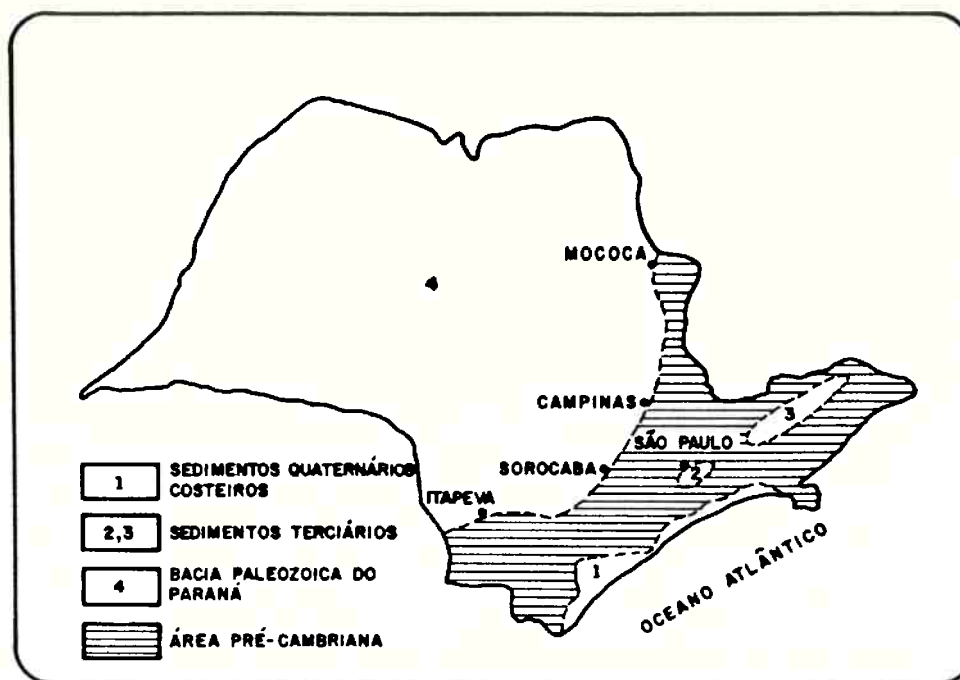 MOCOCA
4
CAMPINAS
3
SÃO PAULO
2
SOROCABA
ITAPEVA
1
OCEANO ATLÂNTICO
1 SEDIMENTOS QUATERNÁRIOS
COSTEIROS
2,3 SEDIMENTOS TERCIÁRIOS
4 BACIA PALEOZOICA DO
PARANÁ
ÁREA PRÉ-CAMBRIANA